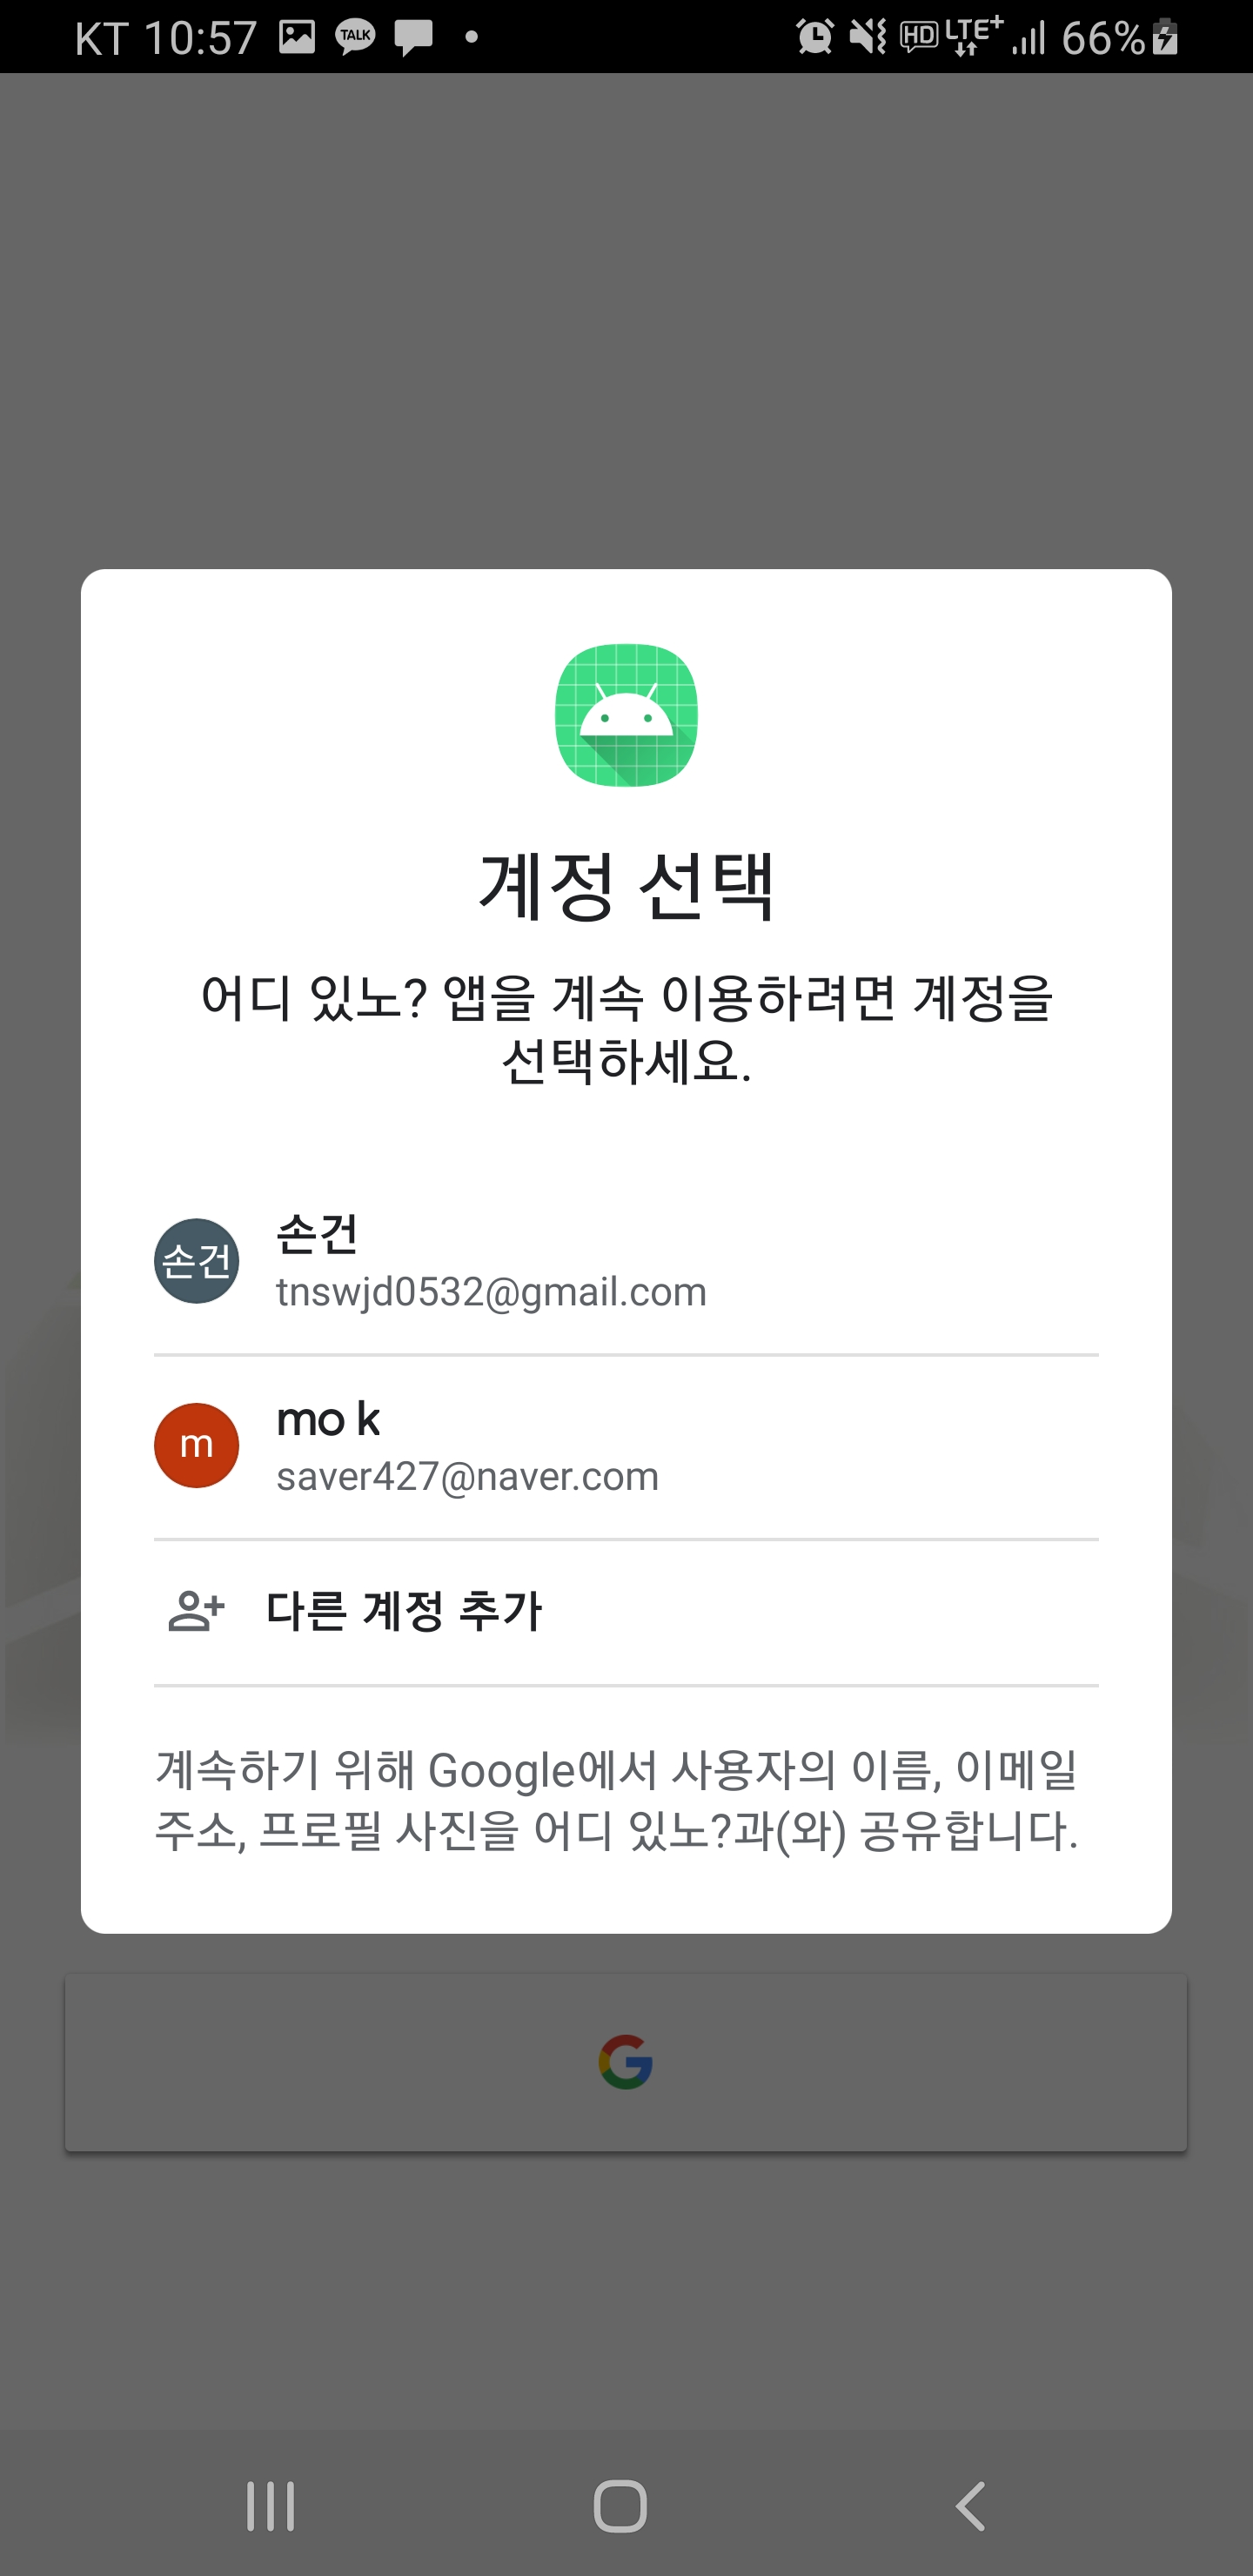 KT 10:57 TALK HD LTE+ 66%
계정 선택
어디 있노? 앱을 계속 이용하려면 계정을
선택하세요.
손건 손건
tnswjd0532@gmail.com
m mo k
saver427@naver.com
다른 계정 추가
계속하기 위해 Google에서 사용자의 이름, 이메일
주소, 프로필 사진을 어디 있노?과(와) 공유합니다.
G